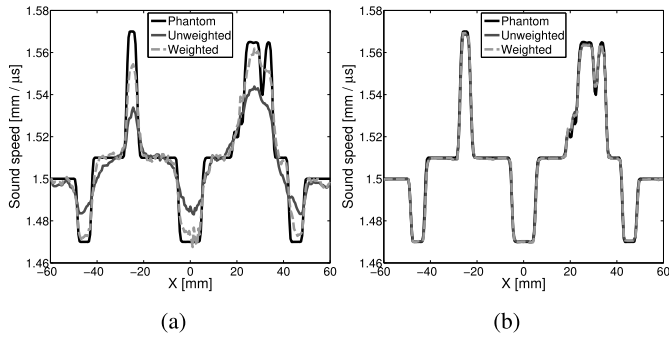 1.58
1.56
1.54
1.52
1.5
1.48
1.46
Sound speed [mm / µs]
Phantom
Unweighted
Weighted
−60 −40 −20 0 20 40 60
X [mm]
(a)
1.58
1.56
1.54
1.52
1.5
1.48
1.46
Sound speed [mm / µs]
Phantom
Unweighted
Weighted
−60 −40 −20 0 20 40 60
X [mm]
(b)